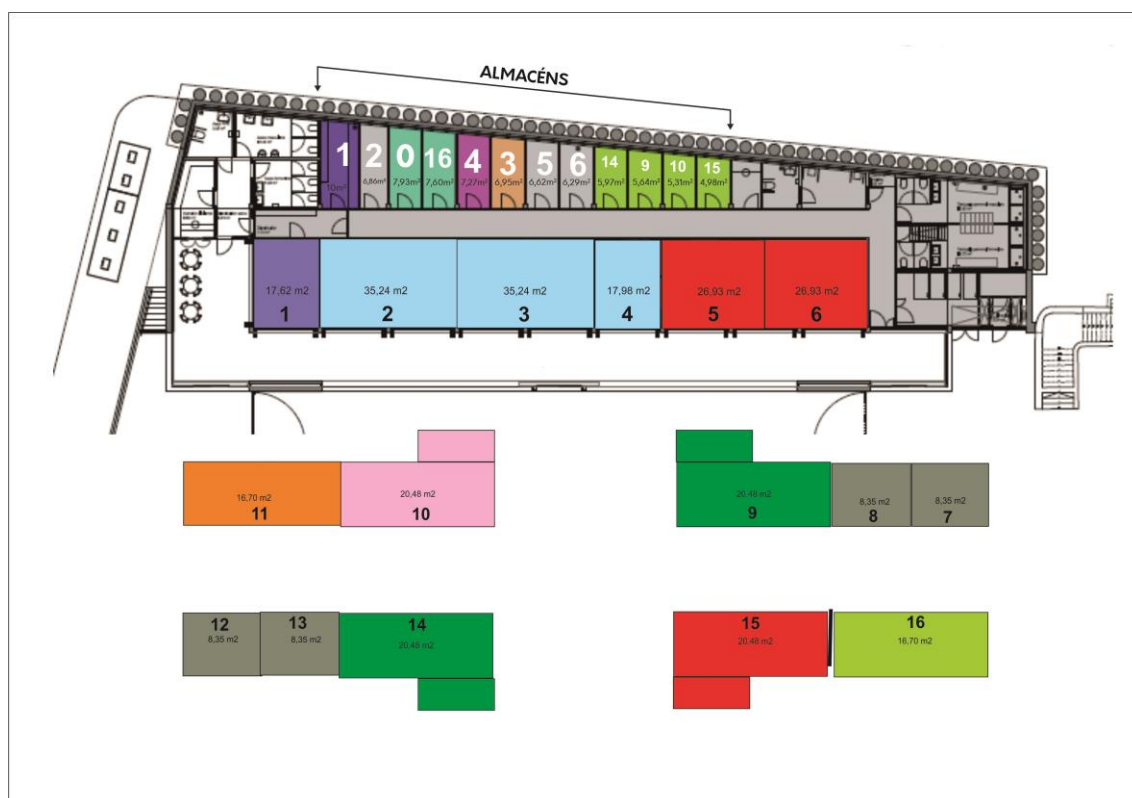 ALMACÉNS
1 2 0 16 4 3 5 6 14 9 10 15
10m² 6,86m² 7,93m² 7,60m² 7,27m² 6,95m² 6,62m² 6,29m² 5,97m² 5,64m² 5,31m² 4,98m²
17,62 m2 35,24 m2 35,24 m2 17,98 m2 26,93 m2 26,93 m2
1 2 3 4 5 6
16,70 m2 20,48 m2 20,48 m2 8,35 m2 8,35 m2
11 10 9 8 7
12 13 14 15 16
8,35 m2 8,35 m2 20,48 m2 20,48 m2 16,70 m2